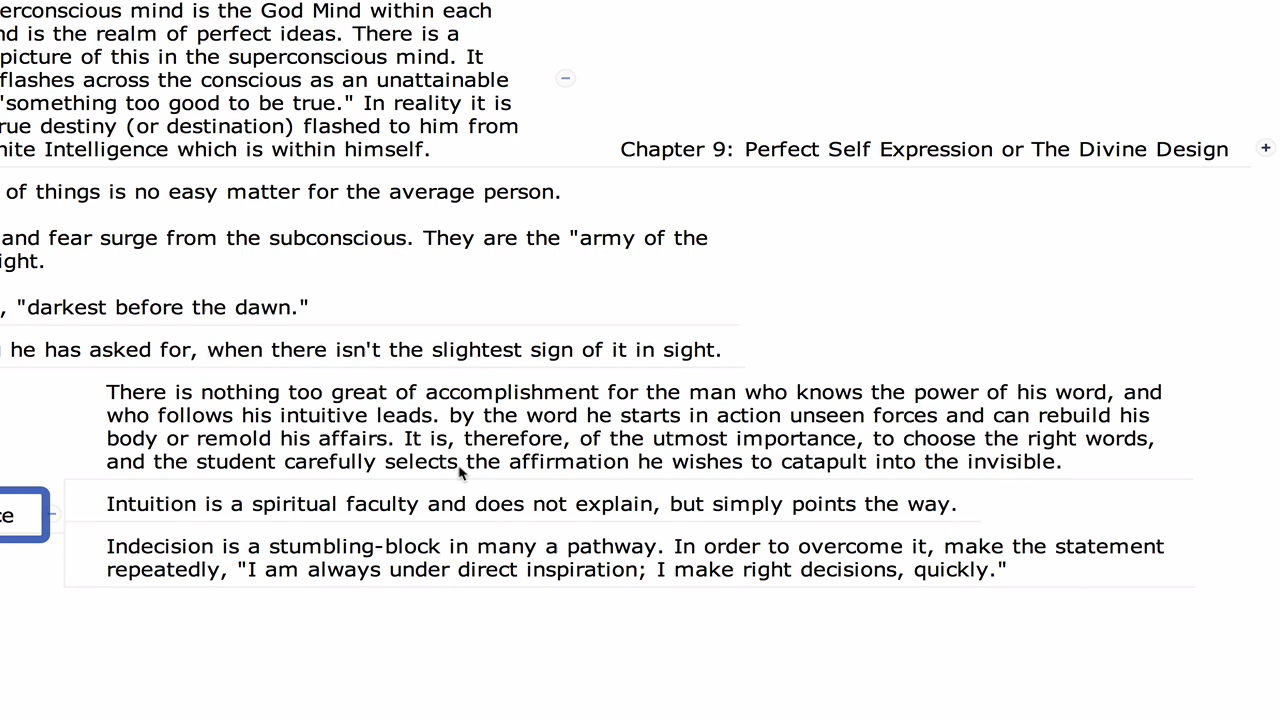 erconscious mind is the God Mind within each
nd is the realm of perfect ideas. There is a
picture of this in the superconscious mind. It
flashes across the conscious as an unattainable
"something too good to be true." In reality it is
rue destiny (or destination) flashed to him from
nite Intelligence which is within himself.
Chapter 9: Perfect Self Expression or The Divine Design
of things is no easy matter for the average person.
and fear surge from the subconscious. They are the "army of the
ight.
, "darkest before the dawn."
he has asked for, when there isn't the slightest sign of it in sight.
There is nothing too great of accomplishment for the man who knows the power of his word, and
who follows his intuitive leads. by the word he starts in action unseen forces and can rebuild his
body or remold his affairs. It is, therefore, of the utmost importance, to choose the right words,
and the student carefully selects the affirmation he wishes to catapult into the invisible.
Intuition is a spiritual faculty and does not explain, but simply points the way.
ce
Indecision is a stumbling-block in many a pathway. In order to overcome it, make the statement
repeatedly, "I am always under direct inspiration; I make right decisions, quickly."